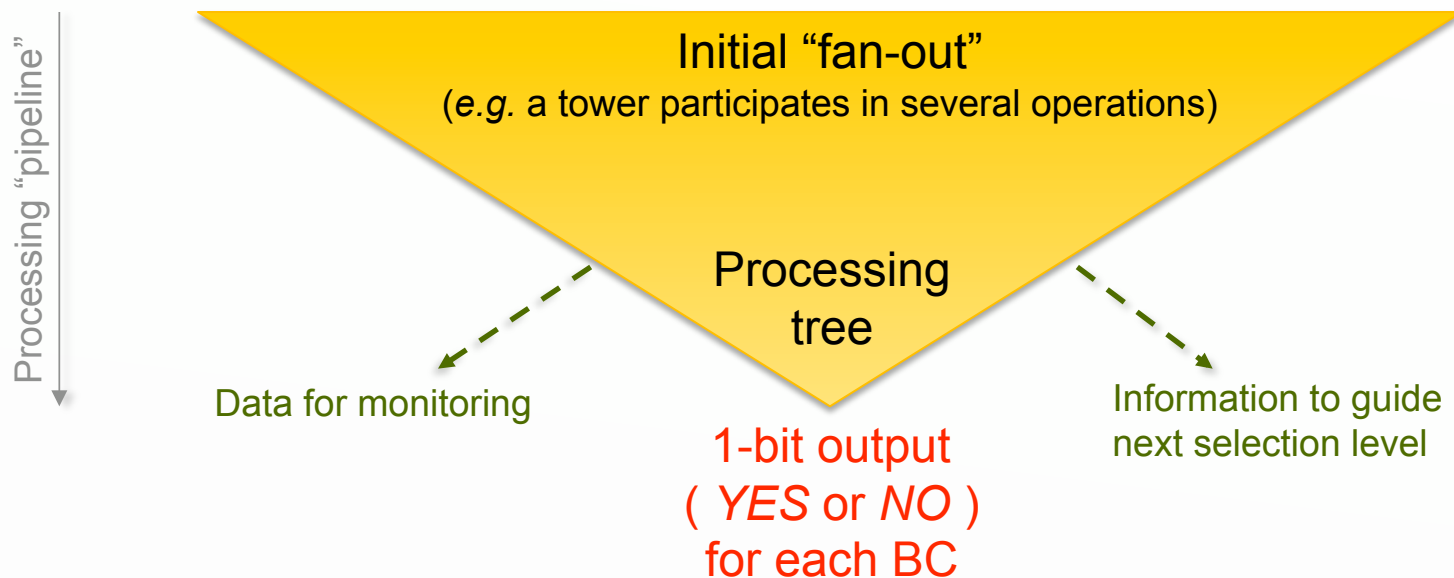 Processing “pipeline”
Initial “fan-out”
(e.g. a tower participates in several operations)
Processing
tree
Data for monitoring
Information to guide
next selection level
1-bit output
( YES or NO )
for each BC